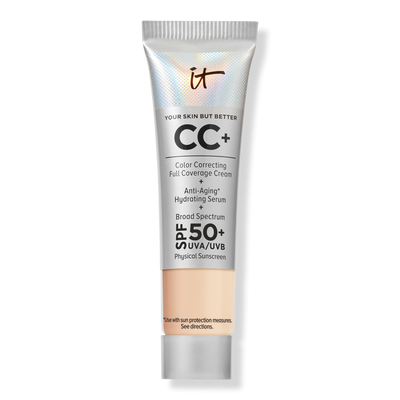 it
YOUR SKIN BUT BETTER
CC+
Color Correcting
Full Coverage Cream
+
Anti-Aging*
Hydrating Serum
+
Broad Spectrum
SPF 50+
UVA/UVB
Physical Sunscreen
*Use with sun protection measures.
See directions.